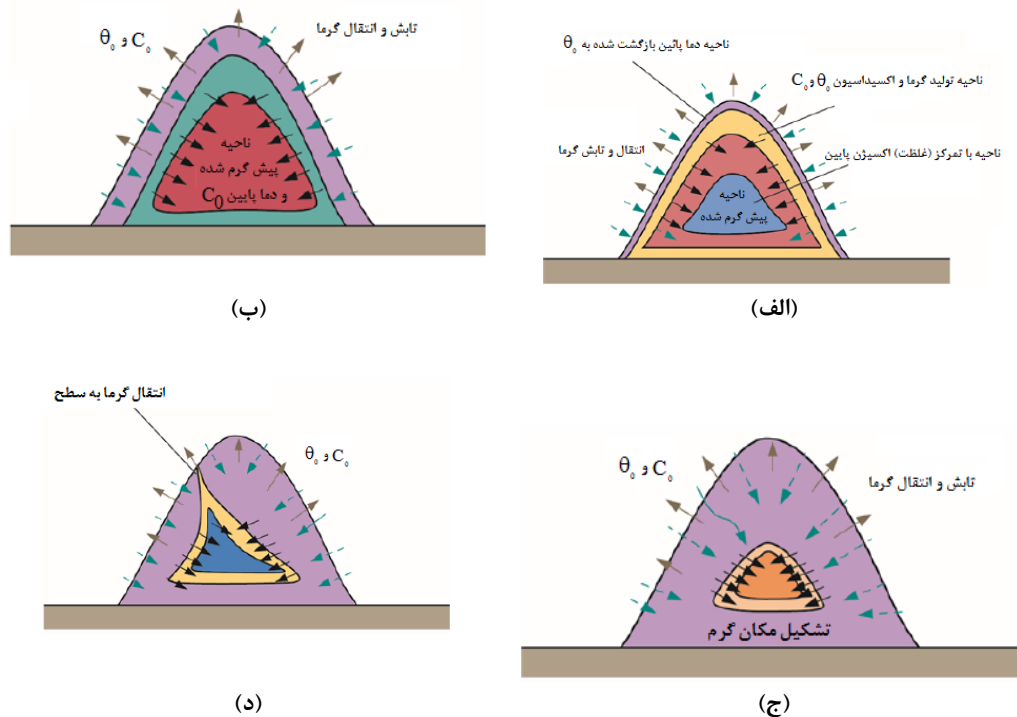 تابش و انتقال گرما
θ₀ و C₀
ناحیه
پیش گرم شده
و دما پایین C₀
(ب)
ناحیه دما پائین بازگشت شده به θ₀
ناحیه تولید گرما و اکسیداسیون θ₀ و C₀
ناحیه با تمرکز (غلظت) اکسیژن پایین
انتقال و تابش گرما
ناحیه
پیش گرم شده
(الف)
انتقال گرما به سطح
θ₀ و C₀
(د)
θ₀ و C₀
تابش و انتقال گرما
تشکیل مکان گرم
(ج)